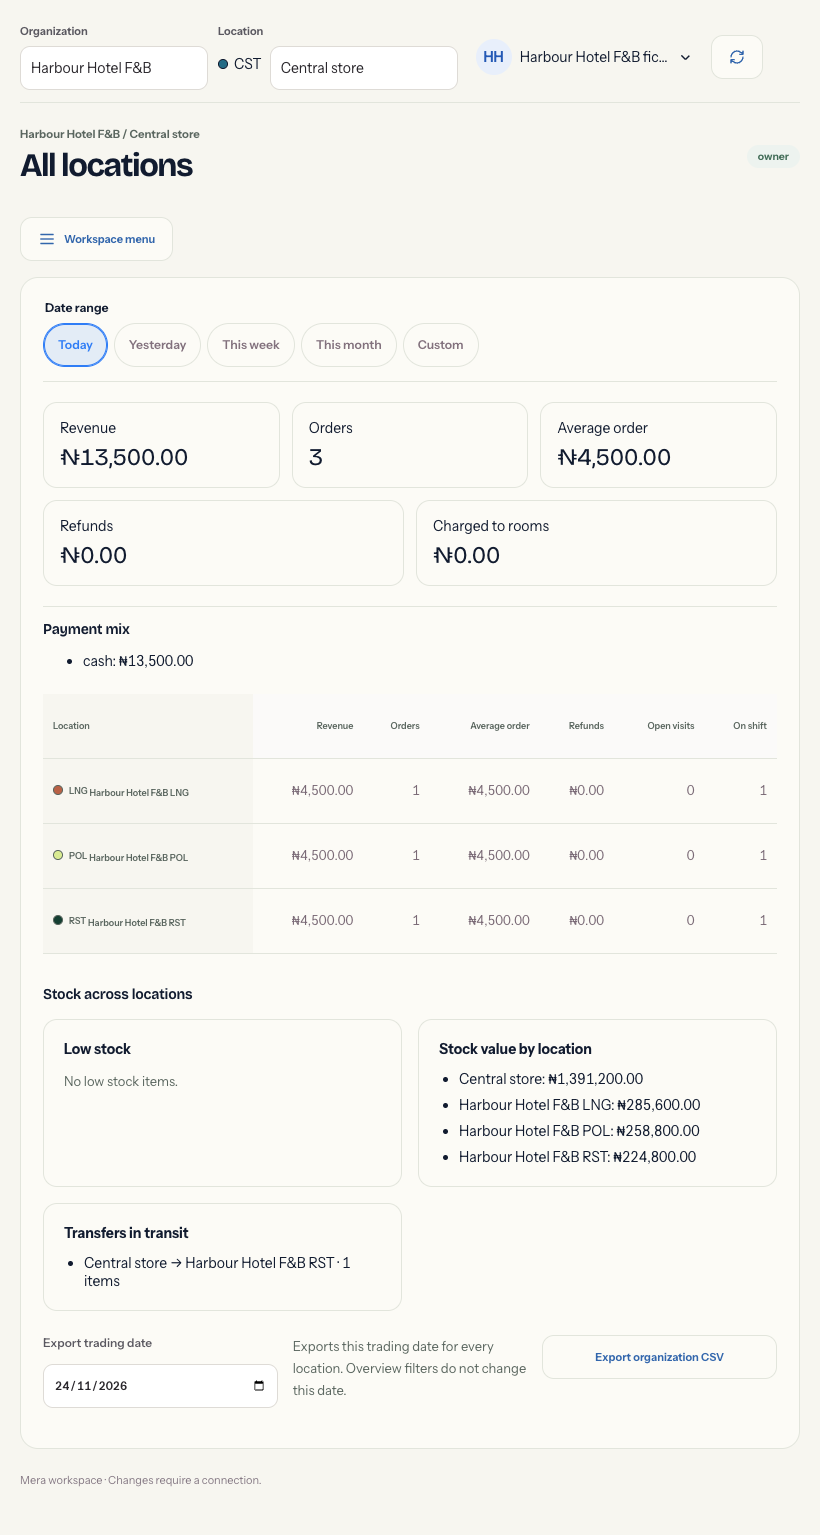 Organization
Location
Harbour Hotel F&B
CST
Central store
HH
Harbour Hotel F&B fic...
Harbour Hotel F&B / Central store
All locations
owner
Workspace menu
Date range
Today
Yesterday
This week
This month
Custom
Revenue
₦13,500.00
Orders
3
Average order
₦4,500.00
Refunds
₦0.00
Charged to rooms
₦0.00
Payment mix
• cash: ₦13,500.00
Location Revenue Orders Average order Refunds Open visits On shift
LNG Harbour Hotel F&B LNG ₦4,500.00 1 ₦4,500.00 ₦0.00 0 1
POL Harbour Hotel F&B POL ₦4,500.00 1 ₦4,500.00 ₦0.00 0 1
RST Harbour Hotel F&B RST ₦4,500.00 1 ₦4,500.00 ₦0.00 0 1
Stock across locations
Low stock
No low stock items.
Stock value by location
• Central store: ₦1,391,200.00
• Harbour Hotel F&B LNG: ₦285,600.00
• Harbour Hotel F&B POL: ₦258,800.00
• Harbour Hotel F&B RST: ₦224,800.00
Transfers in transit
• Central store → Harbour Hotel F&B RST · 1
items
Export trading date
24/11/2026
Exports this trading date for every
location. Overview filters do not change
this date.
Export organization CSV
Mera workspace · Changes require a connection.